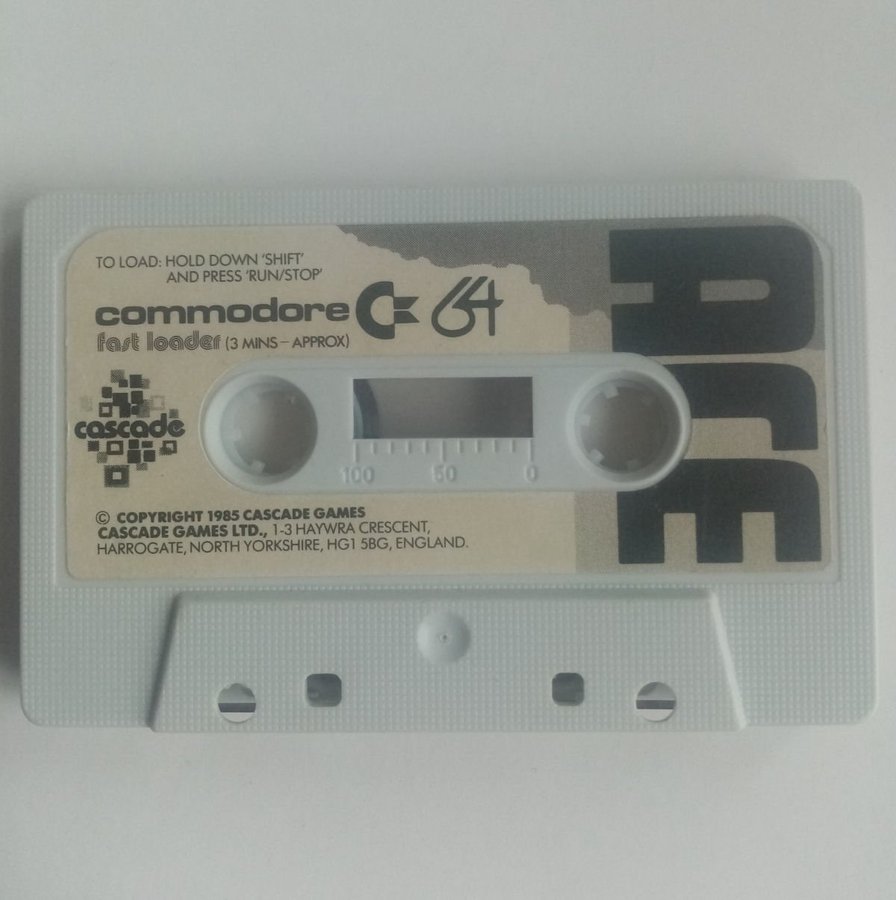 TO LOAD: HOLD DOWN 'SHIFT'
AND PRESS 'RUN/STOP'
commodore C 64
fast loader (3 MINS – APPROX)
cascade
100 50 0
© COPYRIGHT 1985 CASCADE GAMES
CASCADE GAMES LTD., 1-3 HAYWRA CRESCENT,
HARROGATE, NORTH YORKSHIRE, HG1 5BG, ENGLAND.
ACE